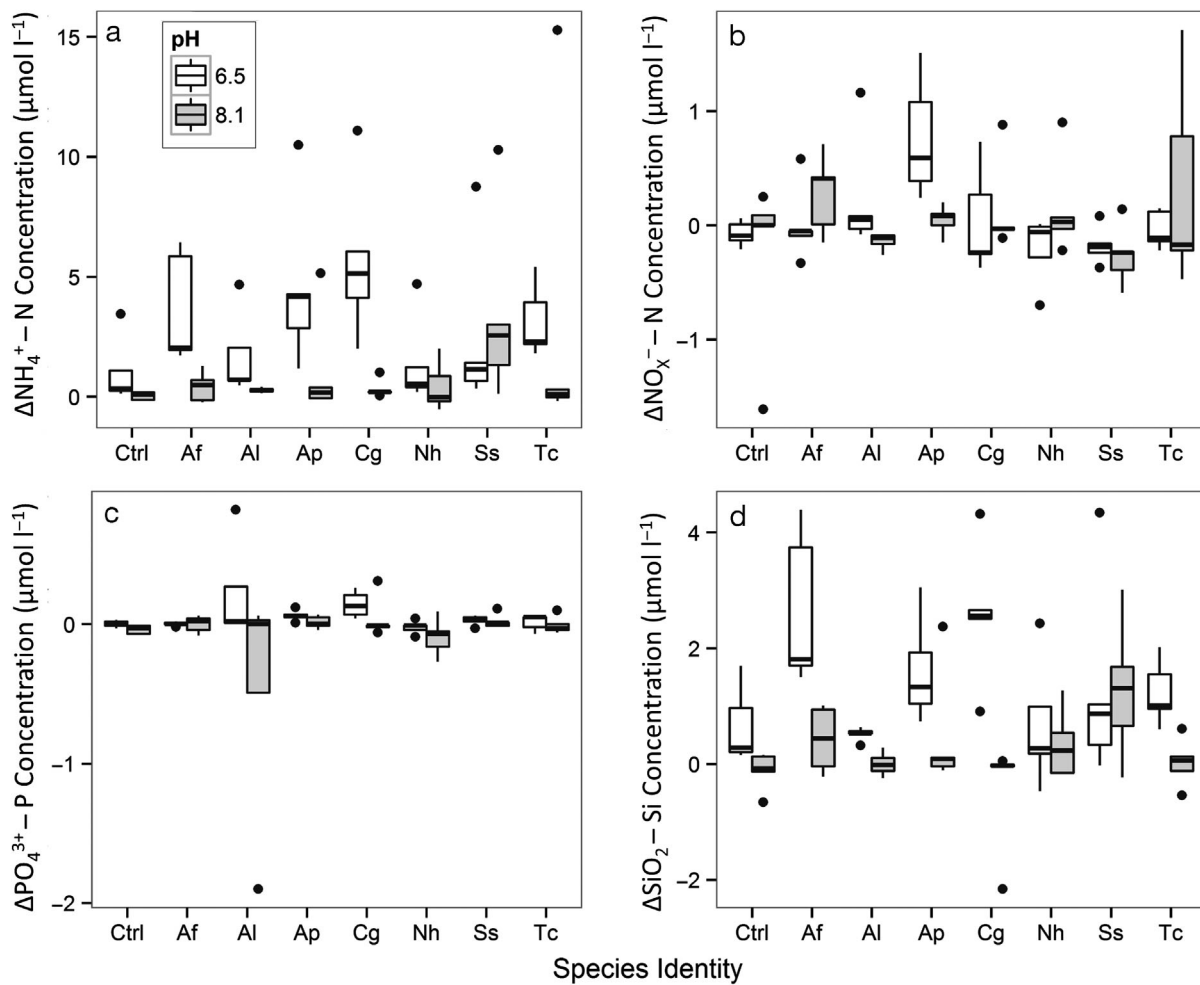 a
pH
6.5
8.1
15
10
5
0
ΔNH₄⁺ – N Concentration (µmol l⁻¹)
Ctrl Af Al Ap Cg Nh Ss Tc
b
1
0
−1
ΔNOₓ⁻ – N Concentration (µmol l⁻¹)
Ctrl Af Al Ap Cg Nh Ss Tc
c
0
−1
−2
ΔPO₄³⁺ – P Concentration (µmol l⁻¹)
Ctrl Af Al Ap Cg Nh Ss Tc
d
4
2
0
−2
ΔSiO₂ – Si Concentration (µmol l⁻¹)
Ctrl Af Al Ap Cg Nh Ss Tc
Species Identity